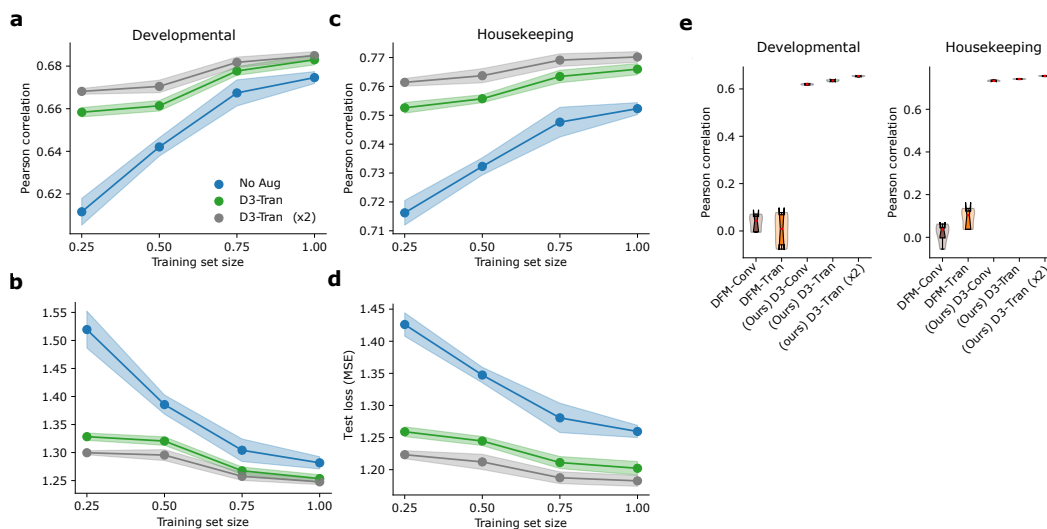 a
Developmental
Pearson correlation
0.68
0.66
0.64
0.62
No Aug
D3-Tran
D3-Tran (x2)
0.25
0.50
0.75
1.00
Training set size
c
Housekeeping
Pearson correlation
0.77
0.76
0.75
0.74
0.73
0.72
0.71
0.25
0.50
0.75
1.00
Training set size
b
1.55
1.50
1.45
1.40
1.35
1.30
1.25
0.25
0.50
0.75
1.00
Training set size
d
Test loss (MSE)
1.45
1.40
1.35
1.30
1.25
1.20
0.25
0.50
0.75
1.00
Training set size
e
Developmental
Pearson correlation
0.6
0.4
0.2
0.0
DFM-Conv
DFM-Tran
(Ours) D3-Conv
(Ours) D3-Tran
(ours) D3-Tran (x2)
Housekeeping
Pearson correlation
0.6
0.4
0.2
0.0
DFM-Conv
DFM-Tran
(Ours) D3-Conv
(Ours) D3-Tran
(Ours) D3-Tran (x2)